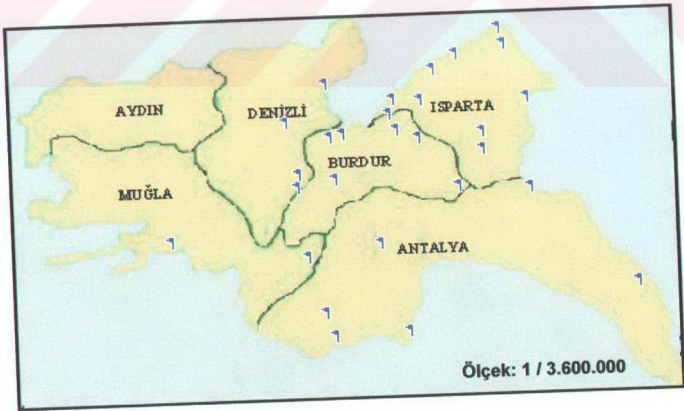 AYDIN
DENİZLİ
ISPARTA
BURDUR
MUĞLA
ANTALYA
Ölçek: 1 / 3.600.000